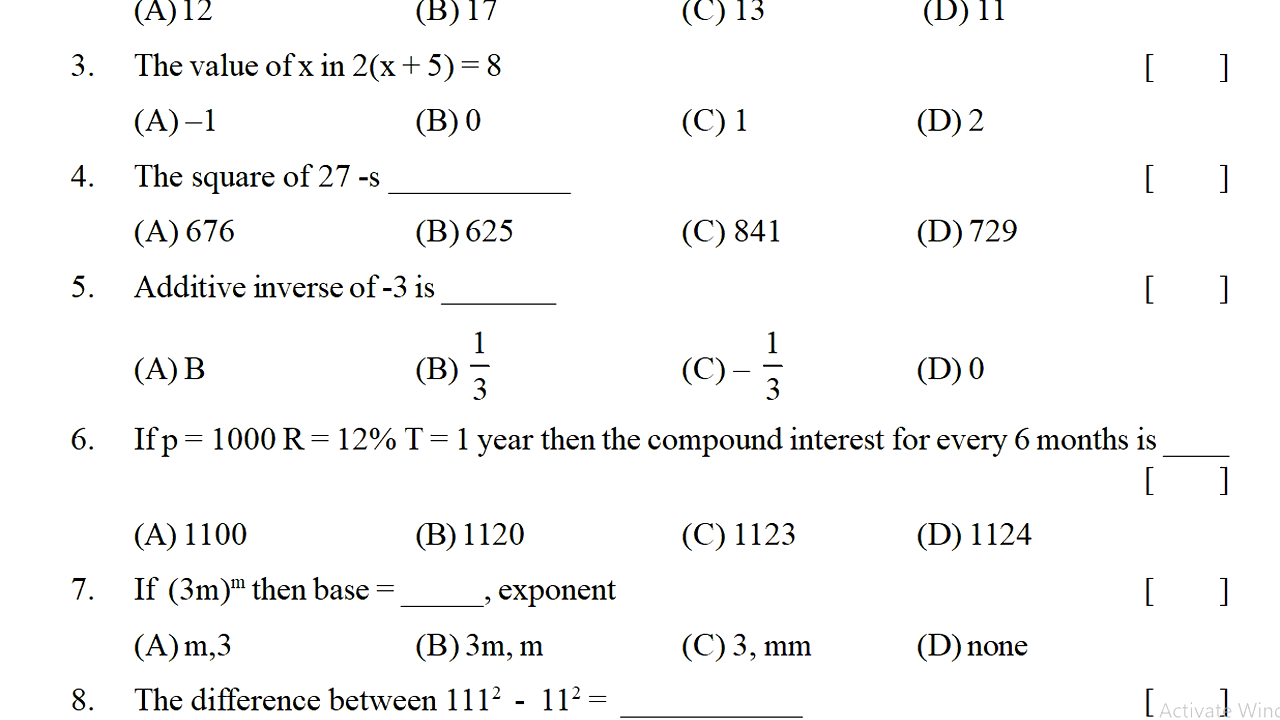 (A) 12 (B) 17 (C) 13 (D) 11
3. The value of x in 2(x + 5) = 8 [ ]
(A) –1 (B) 0 (C) 1 (D) 2
4. The square of 27 -s ____________ [ ]
(A) 676 (B) 625 (C) 841 (D) 729
5. Additive inverse of -3 is ________ [ ]
(A) B (B) 1/3 (C) – 1/3 (D) 0
6. If p = 1000 R = 12% T = 1 year then the compound interest for every 6 months is ____
[ ]
(A) 1100 (B) 1120 (C) 1123 (D) 1124
7. If (3m)ᵐ then base = _____, exponent [ ]
(A) m,3 (B) 3m, m (C) 3, mm (D) none
8. The difference between 111² - 11² = ____________ [ ]
Activate Wind